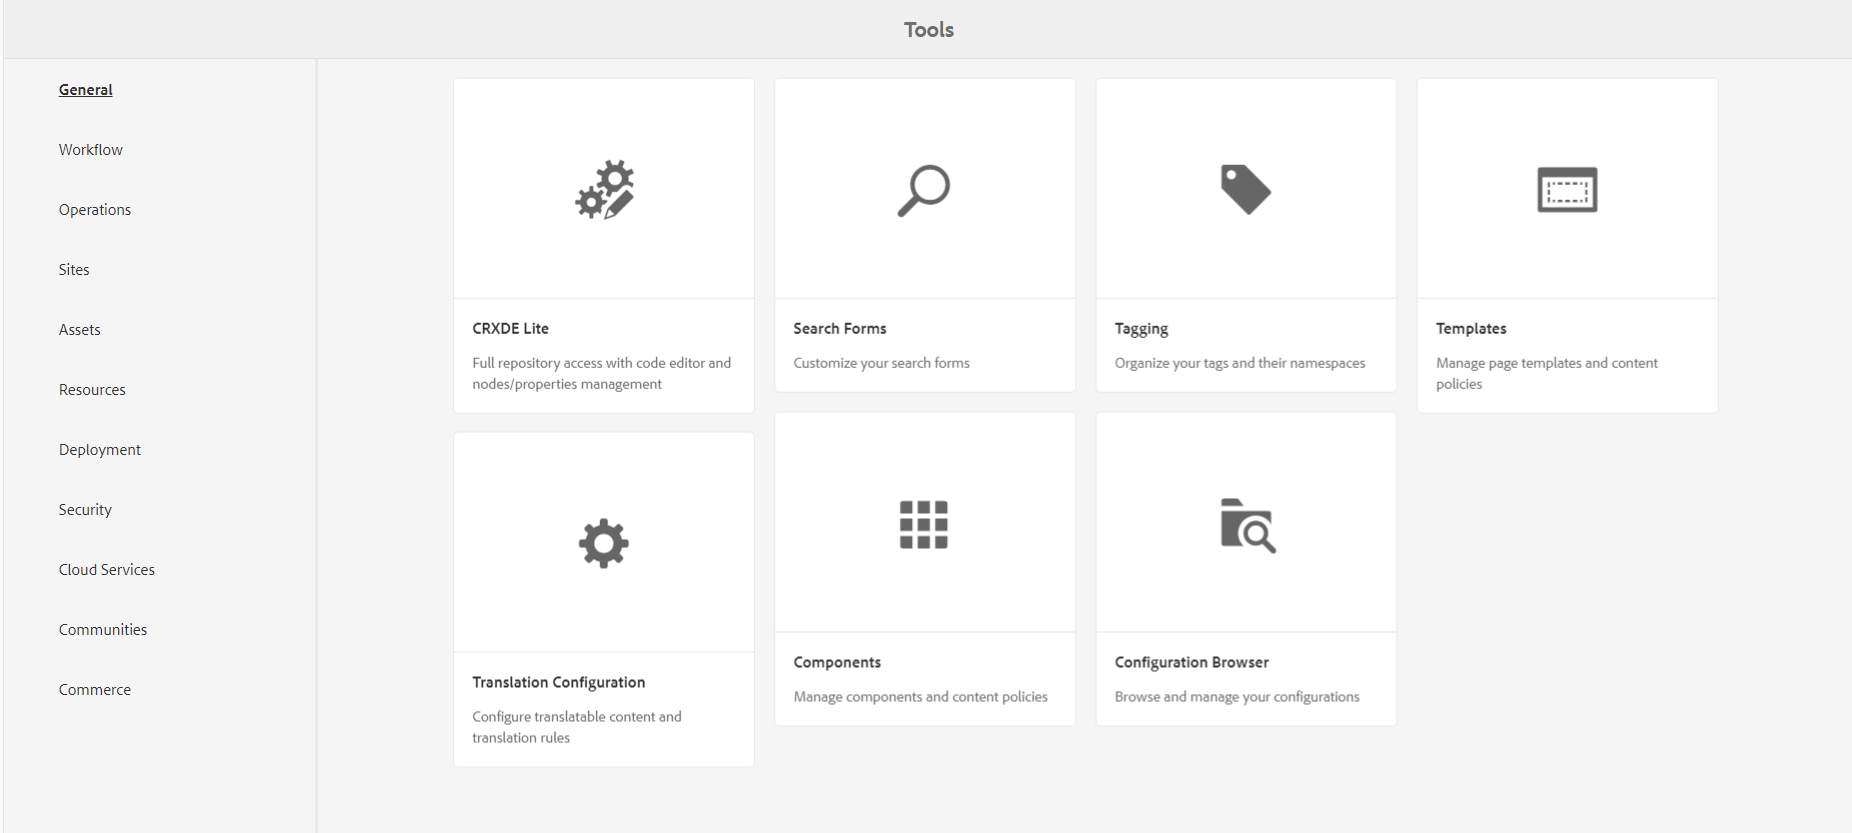 Tools
General
Workflow
Operations
Sites
Assets
Resources
Deployment
Security
Cloud Services
Communities
Commerce
CRXDE Lite
Full repository access with code editor and
nodes/properties management
Search Forms
Customize your search forms
Tagging
Organize your tags and their namespaces
Templates
Manage page templates and content
policies
Translation Configuration
Configure translatable content and
translation rules
Components
Manage components and content policies
Configuration Browser
Browse and manage your configurations